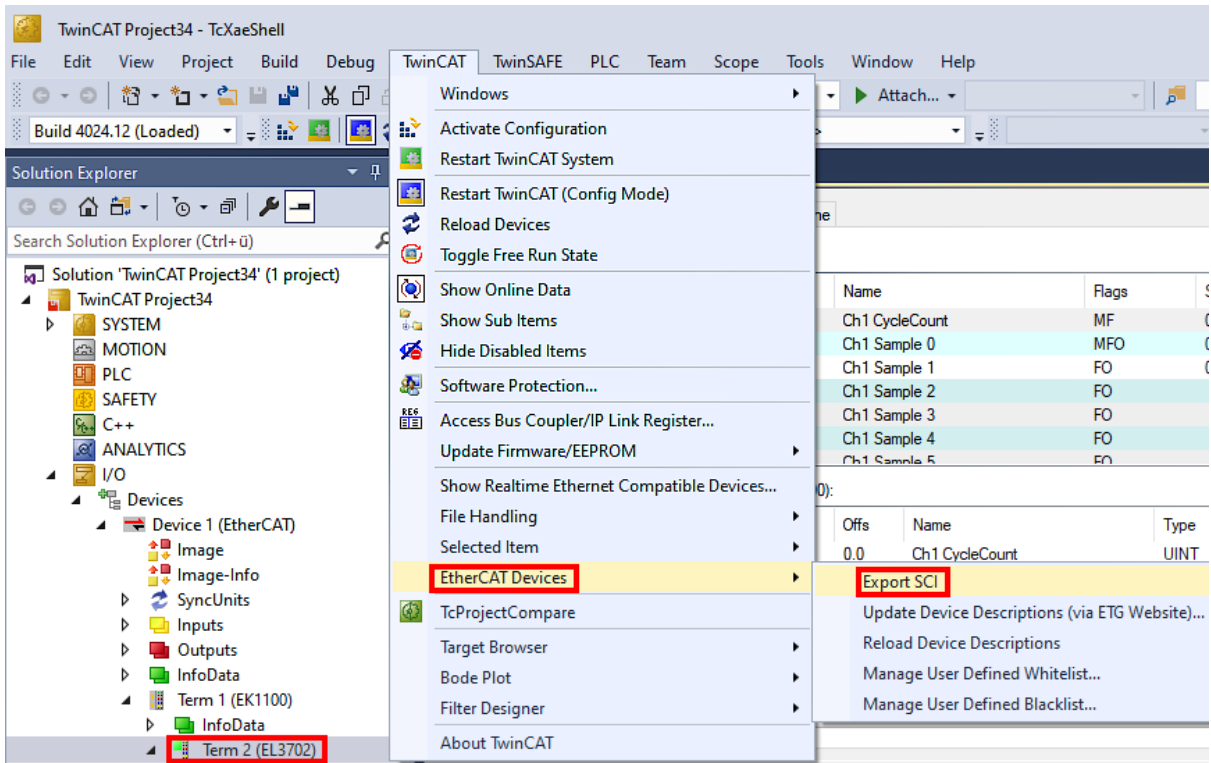 TwinCAT Project34 - TcXaeShell
File Edit View Project Build Debug TwinCAT TwinSAFE PLC Team Scope Tools Window Help
Attach...
Build 4024.12 (Loaded)
Solution Explorer
Search Solution Explorer (Ctrl+ü)
Solution 'TwinCAT Project34' (1 project)
TwinCAT Project34
SYSTEM
MOTION
PLC
SAFETY
C++
ANALYTICS
I/O
Devices
Device 1 (EtherCAT)
Image
Image-Info
SyncUnits
Inputs
Outputs
InfoData
Term 1 (EK1100)
InfoData
Term 2 (EL3702)
Windows
Activate Configuration
Restart TwinCAT System
Restart TwinCAT (Config Mode)
Reload Devices
Toggle Free Run State
Show Online Data
Show Sub Items
Hide Disabled Items
Software Protection...
REG
Access Bus Coupler/IP Link Register...
Update Firmware/EEPROM
Show Realtime Ethernet Compatible Devices...
File Handling
Selected Item
EtherCAT Devices
TcProjectCompare
Target Browser
Bode Plot
Filter Designer
About TwinCAT
Name Flags
Ch1 CycleCount MF
Ch1 Sample 0 MFO
Ch1 Sample 1 FO
Ch1 Sample 2 FO
Ch1 Sample 3 FO
Ch1 Sample 4 FO
Ch1 Sample 5 FO
Offs Name Type
0.0 Ch1 CycleCount UINT
Export SCI
Update Device Descriptions (via ETG Website)...
Reload Device Descriptions
Manage User Defined Whitelist...
Manage User Defined Blacklist...